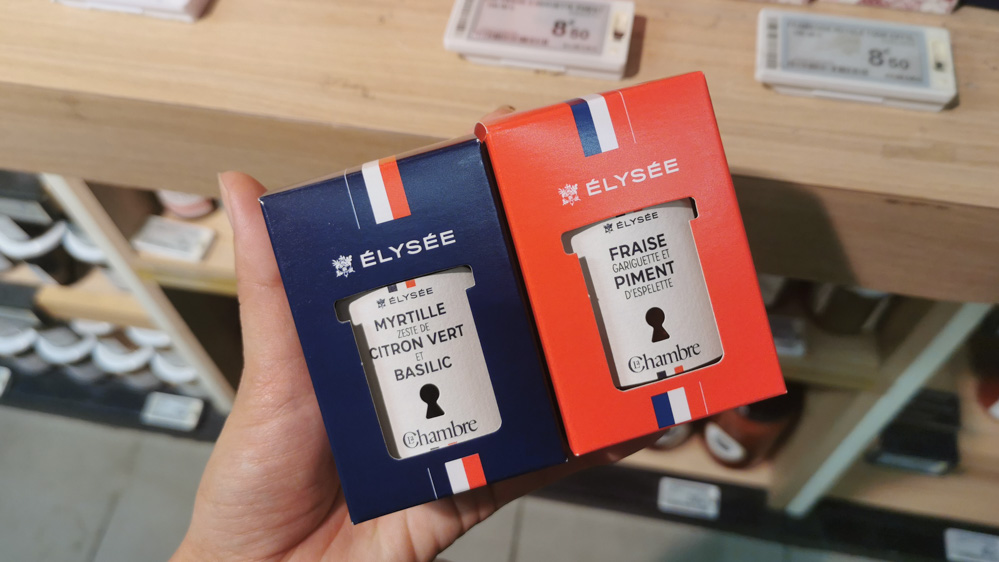 8€50
8€50
ÉLYSÉE
ÉLYSÉE
MYRTILLE
ZESTE DE
CITRON VERT
ET
BASILIC
la Chambre
ÉLYSÉE
ÉLYSÉE
FRAISE
GARIGUETTE ET
PIMENT
D'ESPELETTE
la Chambre